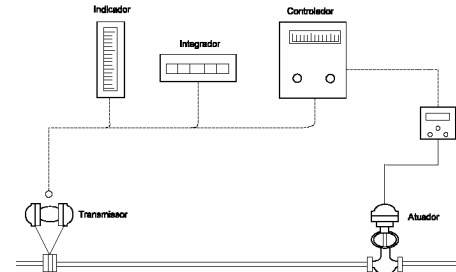 Indicador
Controlador
Integrador
Transmissor
Atuador